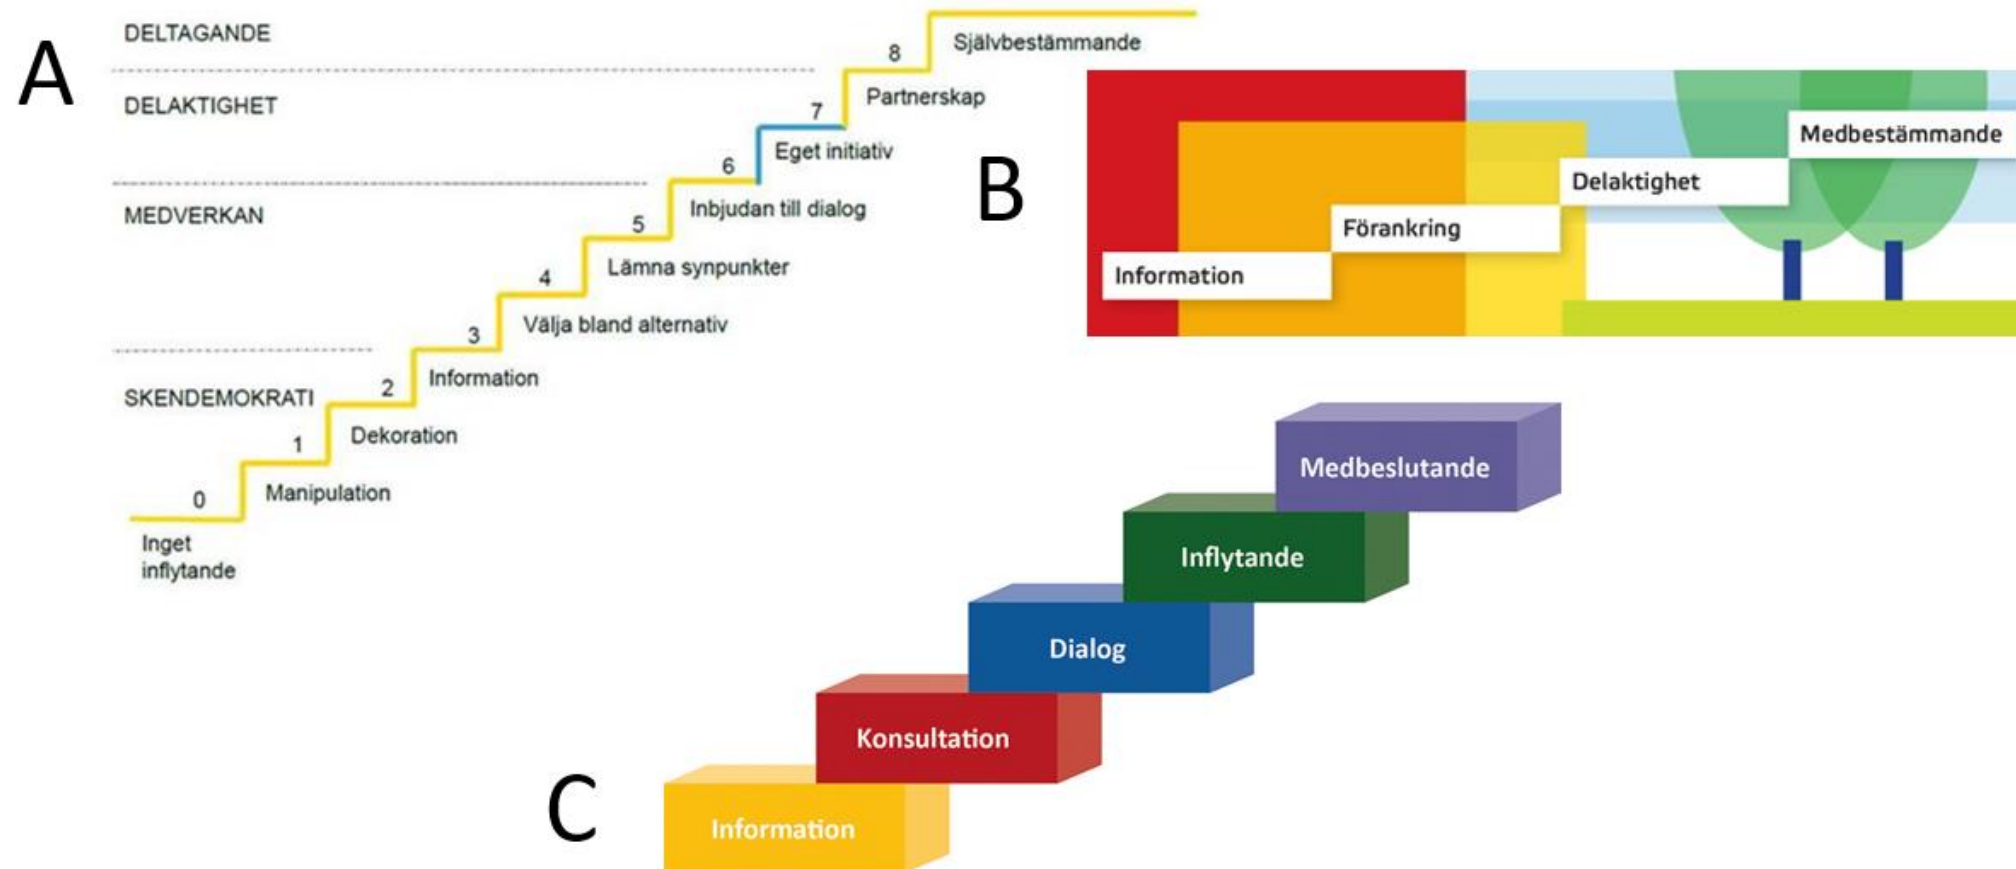 A
DELTAGANDE
DELAKTIGHET
MEDVERKAN
SKENDEMOKRATI
8
Självbestämmande
7
Partnerskap
6
Eget initiativ
5
Inbjudan till dialog
4
Lämna synpunkter
3
Välja bland alternativ
2
Information
1
Dekoration
0
Manipulation
Inget
inflytande
B
Medbestämmande
Delaktighet
Förankring
Information
C
Medbeslutande
Inflytande
Dialog
Konsultation
Information